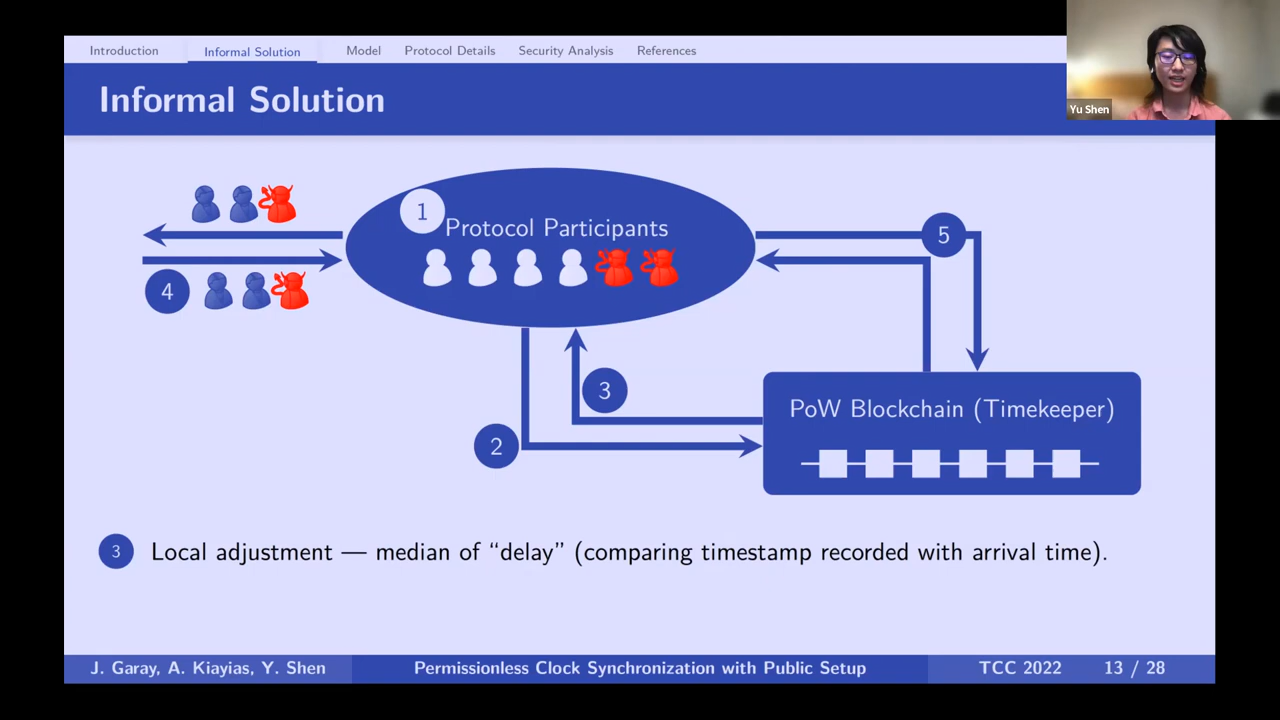 Introduction Informal Solution Model Protocol Details Security Analysis References
Informal Solution
Yu Shen
1
Protocol Participants
5
4
3
2
PoW Blockchain (Timekeeper)
3 Local adjustment — median of “delay” (comparing timestamp recorded with arrival time).
J. Garay, A. Kiayias, Y. Shen Permissionless Clock Synchronization with Public Setup TCC 2022 13 / 28